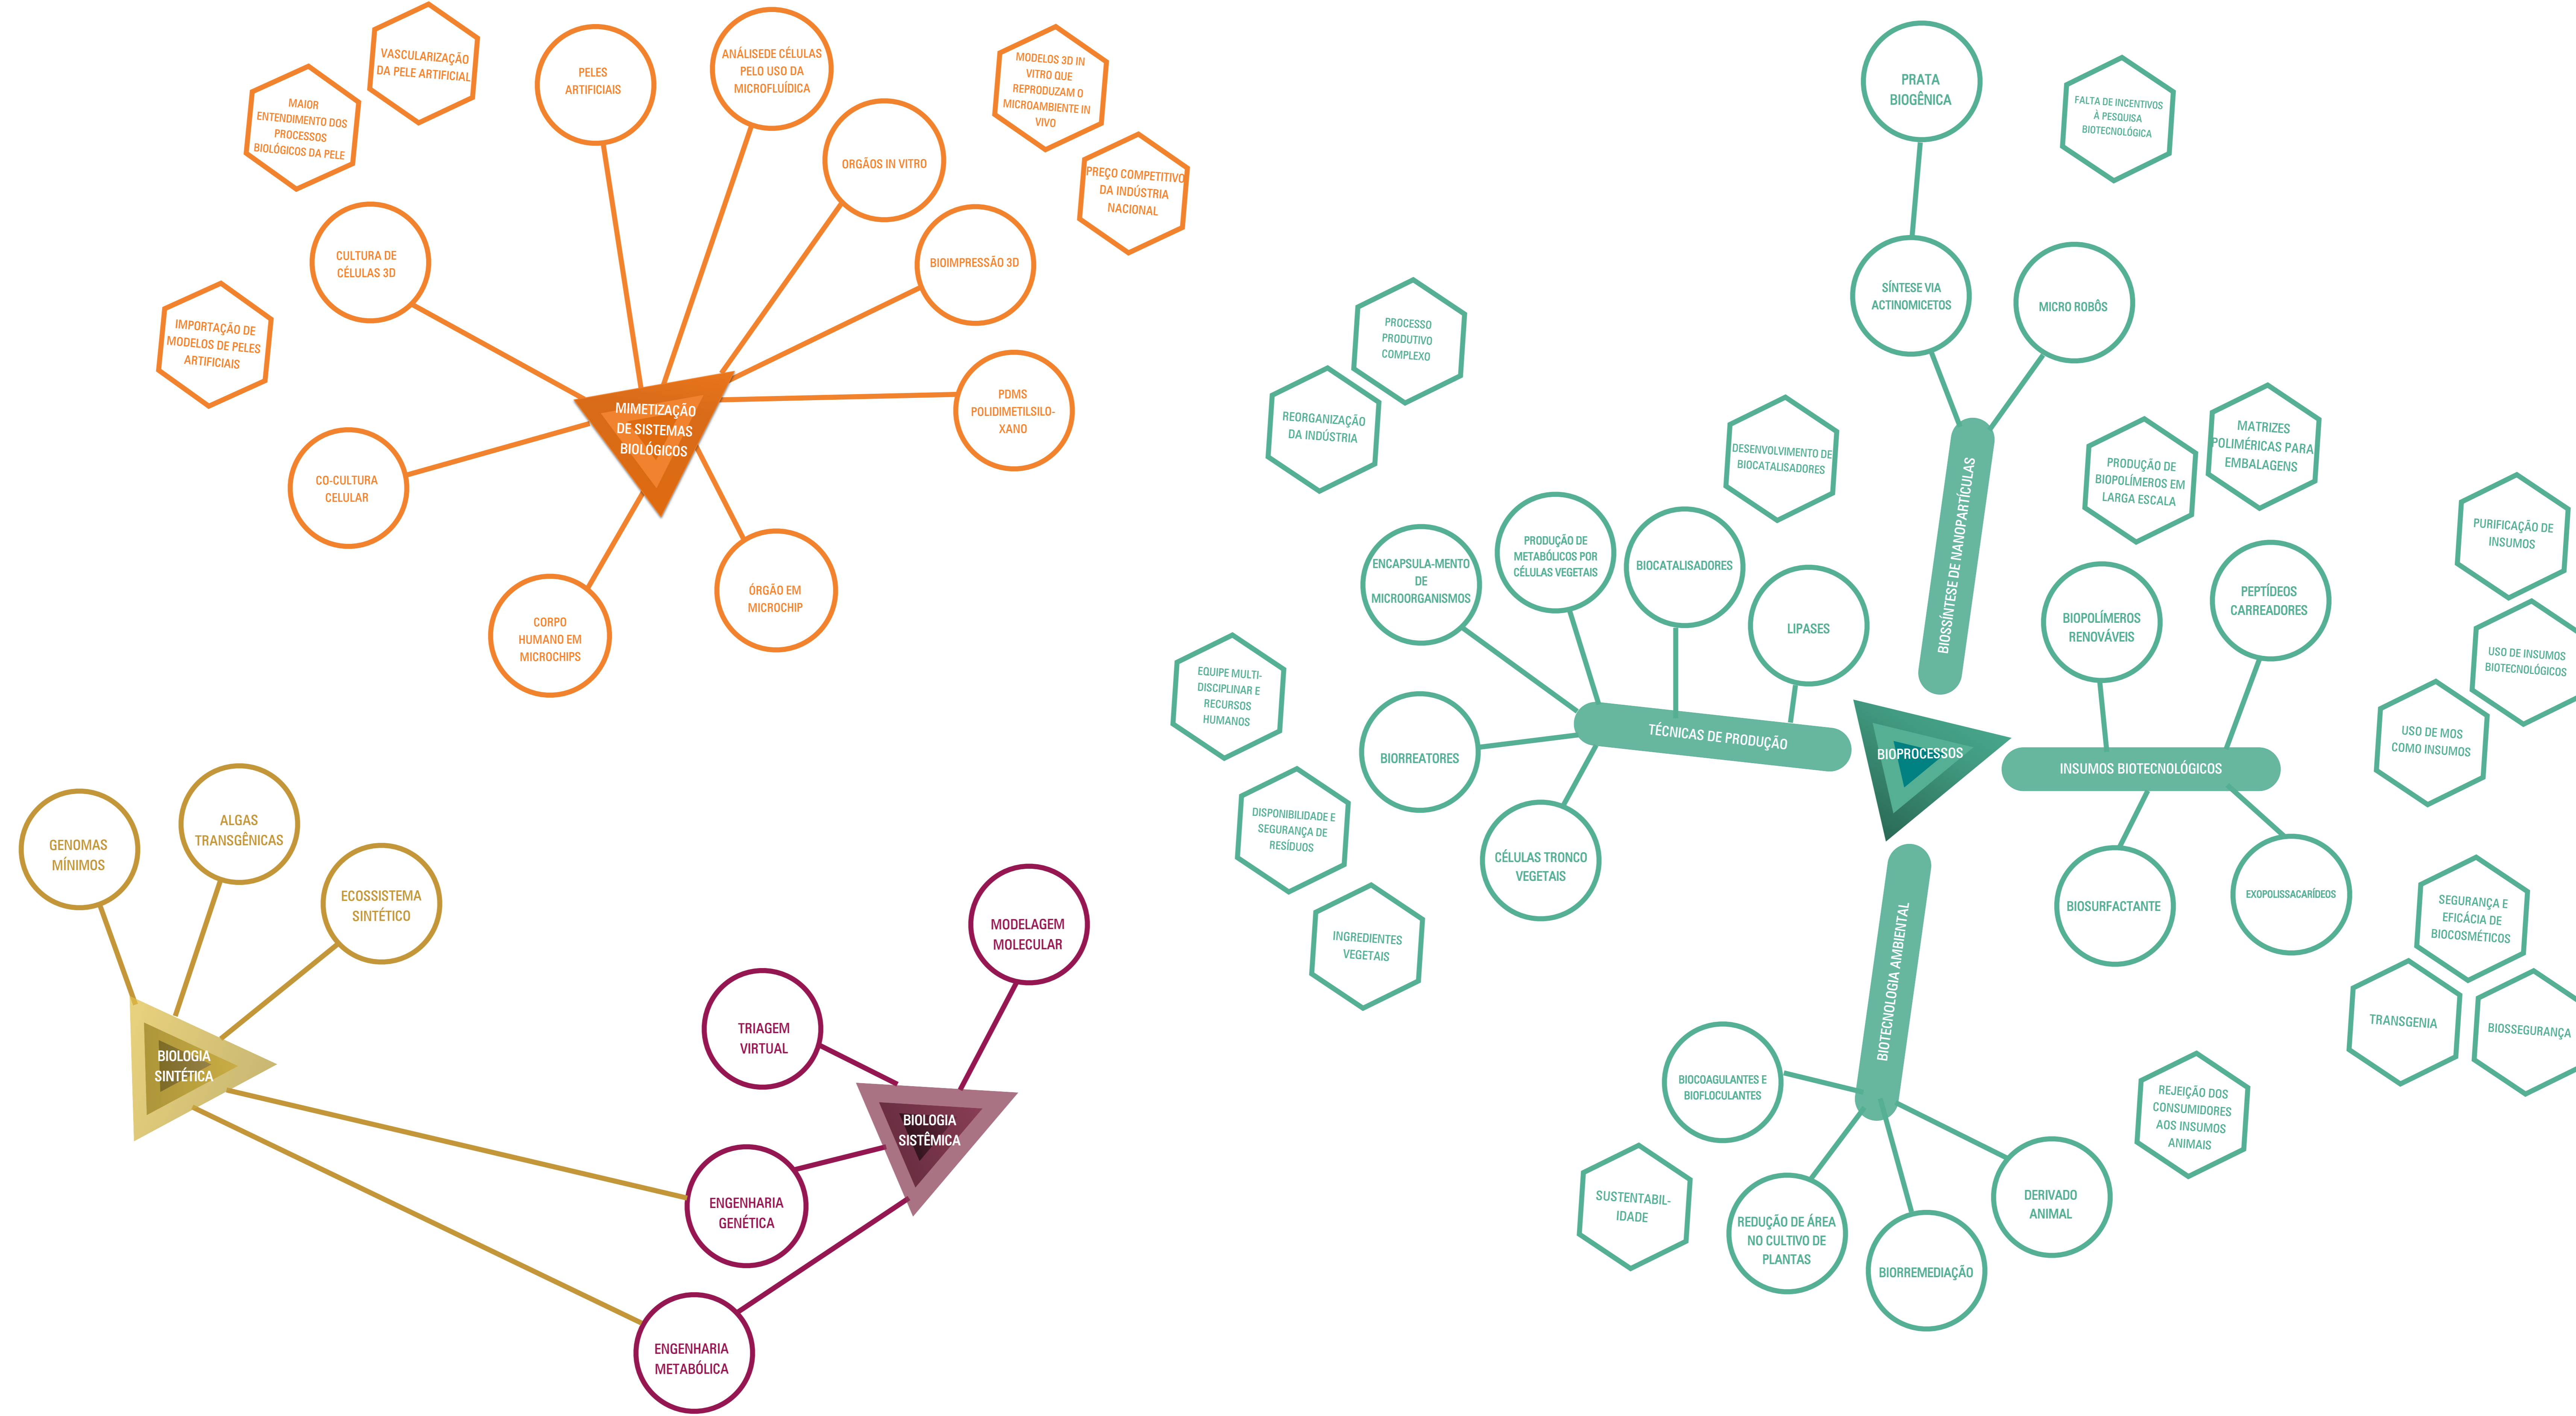 VASCULARIZAÇÃO
DA PELE ARTIFICIAL
MAIOR
ENTENDIMENTO DOS
PROCESSOS
BIOLÓGICOS DA PELE
PELES
ARTIFICIAIS
ANÁLISEDE CÉLULAS
PELO USO DA
MICROFLUÍDICA
MODELOS 3D IN
VITRO QUE
REPRODUZAM O
MICROAMBIENTE IN
VIVO
ORGÃOS IN VITRO
PREÇO COMPETITIVO
DA INDÚSTRIA
NACIONAL
CULTURA DE
CÉLULAS 3D
BIOIMPRESSÃO 3D
IMPORTAÇÃO DE
MODELOS DE PELES
ARTIFICIAIS
MIMETIZAÇÃO
DE SISTEMAS
BIOLÓGICOS
PDMS
POLIDIMETILSILO-
XANO
CO-CULTURA
CELULAR
CORPO
HUMANO EM
MICROCHIPS
ÓRGÃO EM
MICROCHIP
GENOMAS
MÍNIMOS
ALGAS
TRANSGÊNICAS
ECOSSISTEMA
SINTÉTICO
BIOLOGIA
SINTÉTICA
MODELAGEM
MOLECULAR
TRIAGEM
VIRTUAL
BIOLOGIA
SISTÊMICA
ENGENHARIA
GENÉTICA
ENGENHARIA
METABÓLICA
PRATA
BIOGÊNICA
FALTA DE INCENTIVOS
À PESQUISA
BIOTECNOLÓGICA
SÍNTESE VIA
ACTINOMICETOS
MICRO ROBÔS
BIOSSÍNTESE DE NANOPARTÍCULAS
PROCESSO
PRODUTIVO
COMPLEXO
REORGANIZAÇÃO
DA INDÚSTRIA
DESENVOLVIMENTO DE
BIOCATALISADORES
ENCAPSULA-MENTO
DE
MICROORGANISMOS
PRODUÇÃO DE
METABÓLICOS POR
CÉLULAS VEGETAIS
BIOCATALISADORES
LIPASES
EQUIPE MULTI-
DISCIPLINAR E
RECURSOS
HUMANOS
BIORREATORES
TÉCNICAS DE PRODUÇÃO
DISPONIBILIDADE E
SEGURANÇA DE
RESÍDUOS
CÉLULAS TRONCO
VEGETAIS
INGREDIENTES
VEGETAIS
BIOPROCESSOS
MATRIZES
POLIMÉRICAS PARA
EMBALAGENS
PRODUÇÃO DE
BIOPOLÍMEROS EM
LARGA ESCALA
PURIFICAÇÃO DE
INSUMOS
BIOPOLÍMEROS
RENOVÁVEIS
PEPTÍDEOS
CARREADORES
USO DE INSUMOS
BIOTECNOLÓGICOS
USO DE MOS
COMO INSUMOS
INSUMOS BIOTECNOLÓGICOS
BIOSURFACTANTE
EXOPOLISSACARÍDEOS
SEGURANÇA E
EFICÁCIA DE
BIOCOSMÉTICOS
TRANSGENIA
BIOSSEGURANÇA
BIOTECNOLOGIA AMBIENTAL
BIOCOAGULANTES E
BIOFLOCULANTES
REJEIÇÃO DOS
CONSUMIDORES
AOS INSUMOS
ANIMAIS
SUSTENTABIL-
IDADE
REDUÇÃO DE ÁREA
NO CULTIVO DE
PLANTAS
BIORREMEDIAÇÃO
DERIVADO
ANIMAL